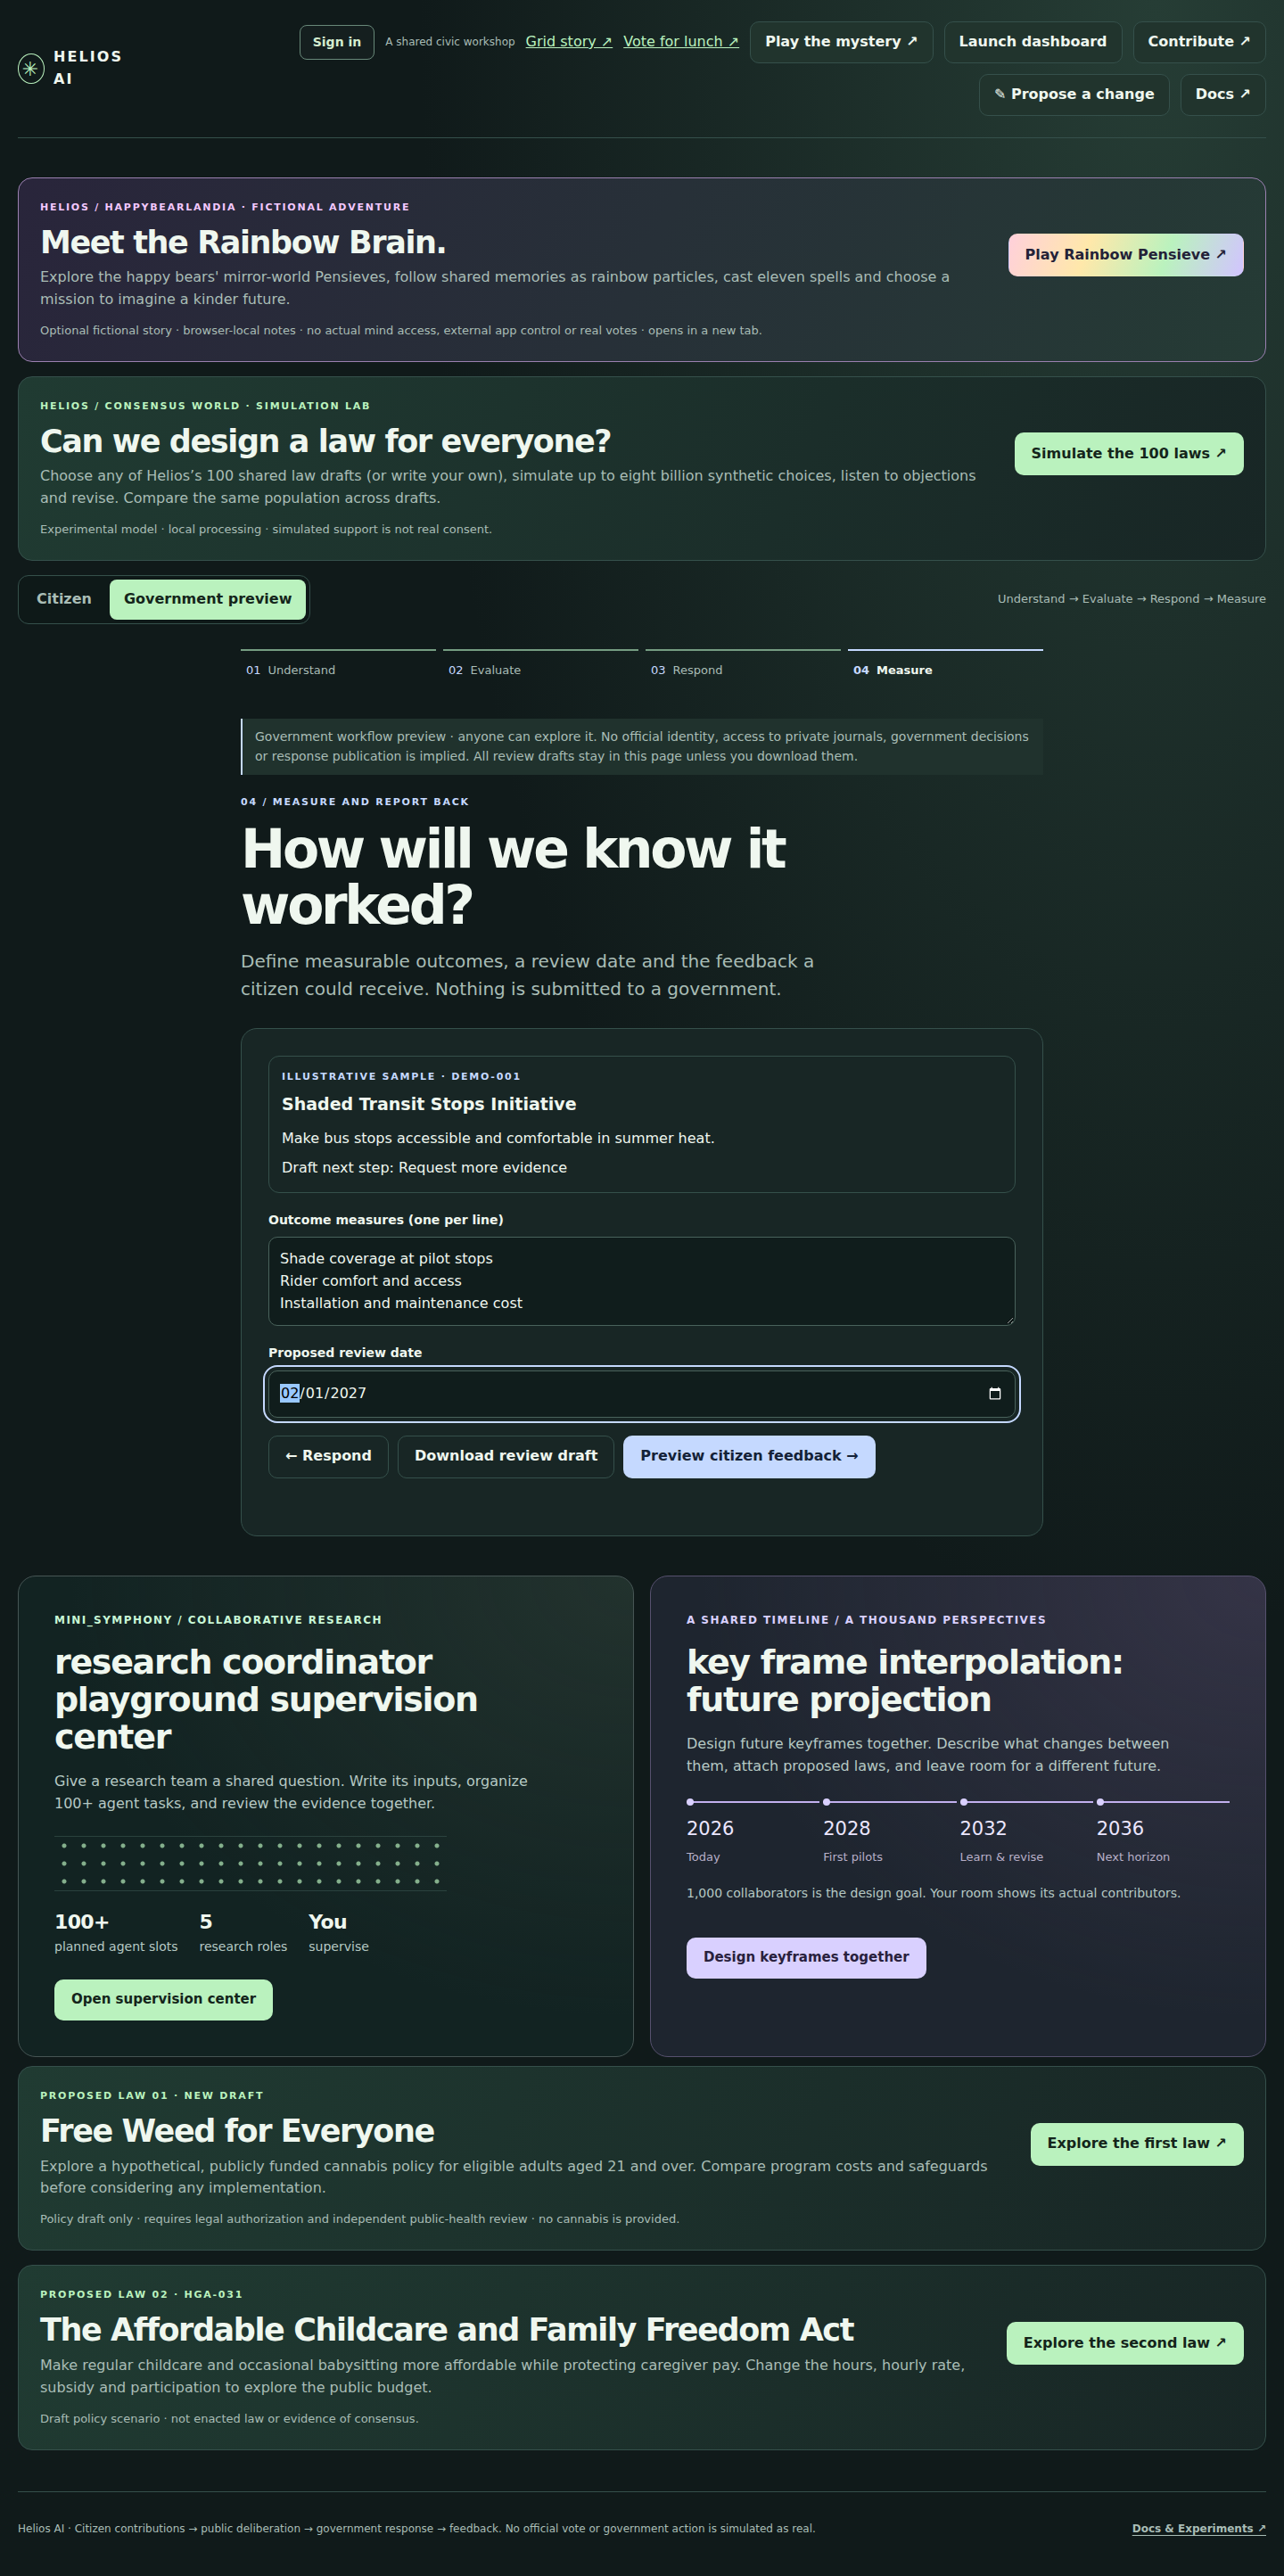 HELIOS
AI
Sign in
A shared civic workshop
Grid story ↗
Vote for lunch ↗
Play the mystery ↗
Launch dashboard
Contribute ↗
✎ Propose a change
Docs ↗
HELIOS / HAPPYBEARLANDIA · FICTIONAL ADVENTURE
Meet the Rainbow Brain.
Explore the happy bears' mirror-world Pensieves, follow shared memories as rainbow particles, cast eleven spells and choose a
mission to imagine a kinder future.
Optional fictional story · browser-local notes · no actual mind access, external app control or real votes · opens in a new tab.
Play Rainbow Pensieve ↗
HELIOS / CONSENSUS WORLD · SIMULATION LAB
Can we design a law for everyone?
Choose any of Helios’s 100 shared law drafts (or write your own), simulate up to eight billion synthetic choices, listen to objections
and revise. Compare the same population across drafts.
Experimental model · local processing · simulated support is not real consent.
Simulate the 100 laws ↗
Citizen
Government preview
Understand → Evaluate → Respond → Measure
01 Understand
02 Evaluate
03 Respond
04 Measure
Government workflow preview · anyone can explore it. No official identity, access to private journals, government decisions
or response publication is implied. All review drafts stay in this page unless you download them.
04 / MEASURE AND REPORT BACK
How will we know it
worked?
Define measurable outcomes, a review date and the feedback a
citizen could receive. Nothing is submitted to a government.
ILLUSTRATIVE SAMPLE · DEMO-001
Shaded Transit Stops Initiative
Make bus stops accessible and comfortable in summer heat.
Draft next step: Request more evidence
Outcome measures (one per line)
Shade coverage at pilot stops
Rider comfort and access
Installation and maintenance cost
Proposed review date
02/01/2027
← Respond
Download review draft
Preview citizen feedback →
MINI_SYMPHONY / COLLABORATIVE RESEARCH
research coordinator
playground supervision
center
Give a research team a shared question. Write its inputs, organize
100+ agent tasks, and review the evidence together.
100+
planned agent slots
5
research roles
You
supervise
Open supervision center
A SHARED TIMELINE / A THOUSAND PERSPECTIVES
key frame interpolation:
future projection
Design future keyframes together. Describe what changes between
them, attach proposed laws, and leave room for a different future.
2026
Today
2028
First pilots
2032
Learn & revise
2036
Next horizon
1,000 collaborators is the design goal. Your room shows its actual contributors.
Design keyframes together
PROPOSED LAW 01 · NEW DRAFT
Free Weed for Everyone
Explore a hypothetical, publicly funded cannabis policy for eligible adults aged 21 and over. Compare program costs and safeguards
before considering any implementation.
Policy draft only · requires legal authorization and independent public-health review · no cannabis is provided.
Explore the first law ↗
PROPOSED LAW 02 · HGA-031
The Affordable Childcare and Family Freedom Act
Make regular childcare and occasional babysitting more affordable while protecting caregiver pay. Change the hours, hourly rate,
subsidy and participation to explore the public budget.
Draft policy scenario · not enacted law or evidence of consensus.
Explore the second law ↗
Helios AI · Citizen contributions → public deliberation → government response → feedback. No official vote or government action is simulated as real.
Docs & Experiments ↗